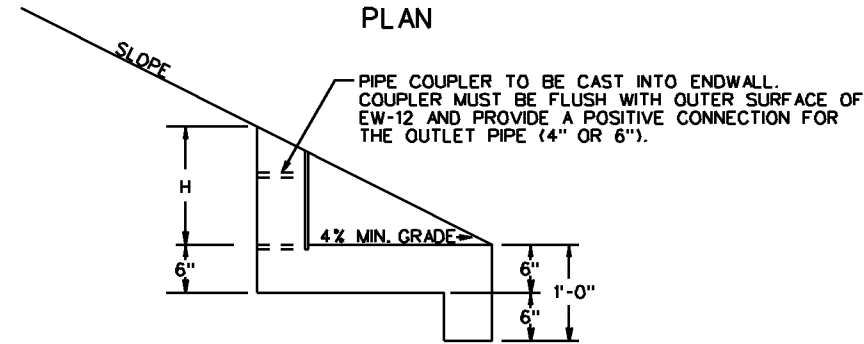 PLAN
SLOPE
PIPE COUPLER TO BE CAST INTO ENDWALL.
COUPLER MUST BE FLUSH WITH OUTER SURFACE OF
EW-12 AND PROVIDE A POSITIVE CONNECTION FOR
THE OUTLET PIPE (4" OR 6").
H
4% MIN. GRADE
6"
6"
1'-0"
6"